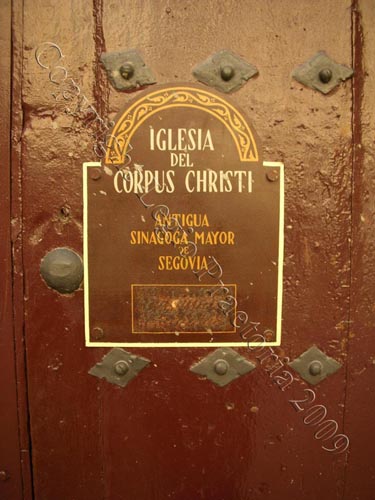 IGLESIA
DEL
CORPUS CHRISTI
ANTIGUA
SINAGOGA MAYOR
DE
SEGOVIA